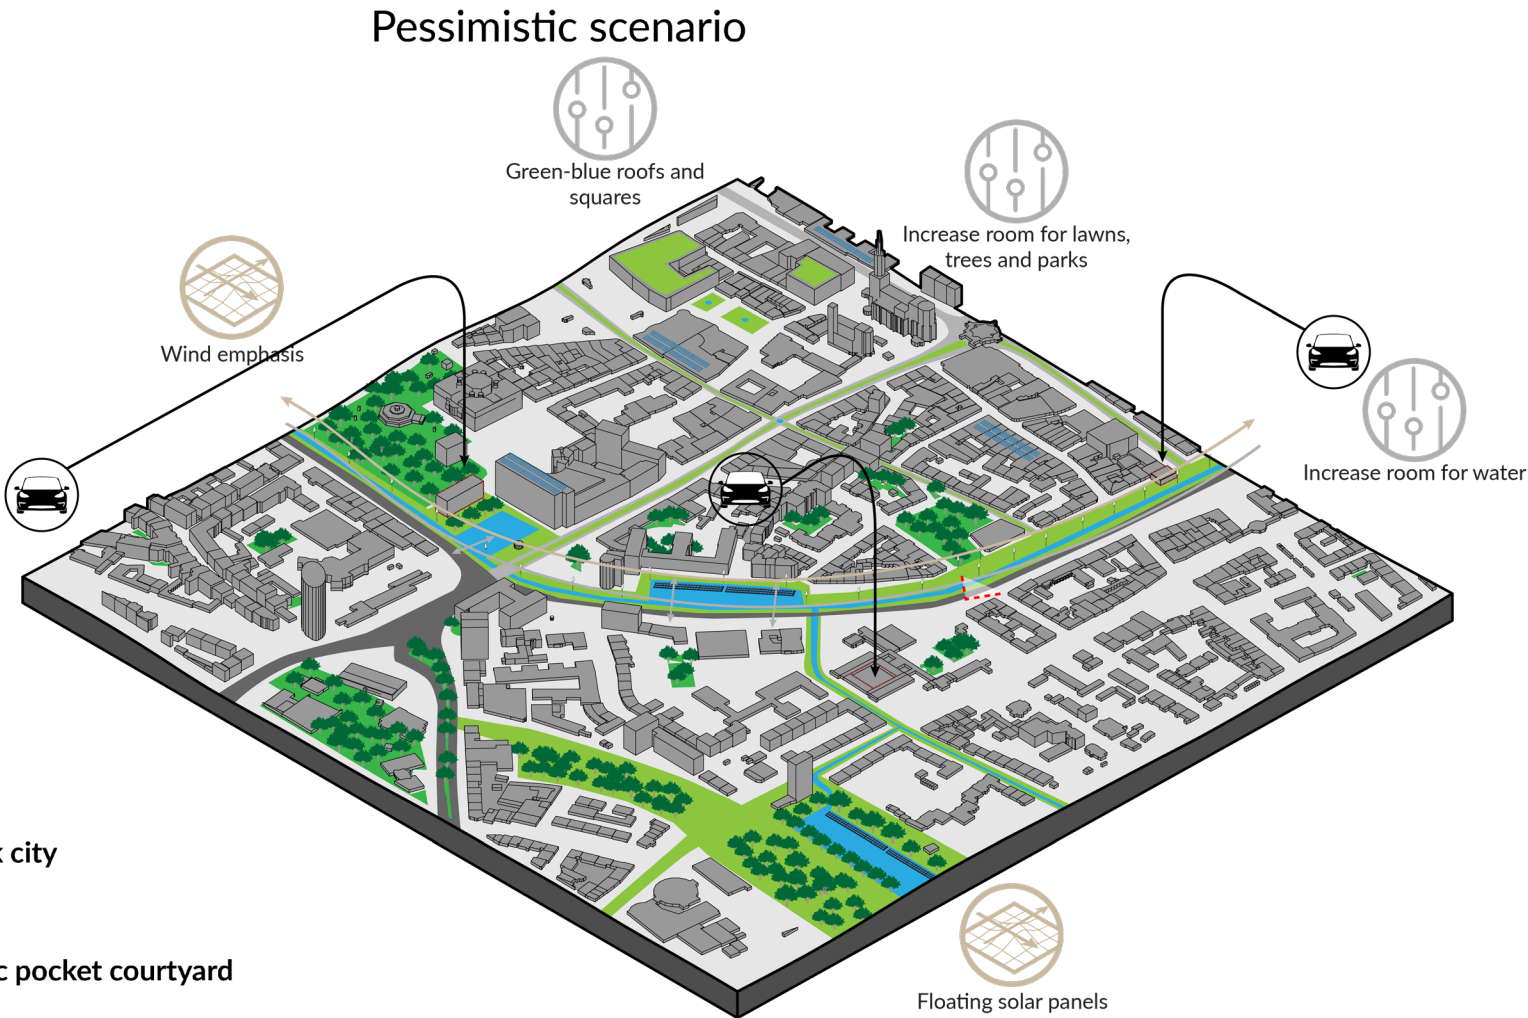 Pessimistic scenario
Green-blue roofs and
squares
Increase room for lawns,
trees and parks
Wind emphasis
Increase room for water
city
pocket courtyard
Floating solar panels